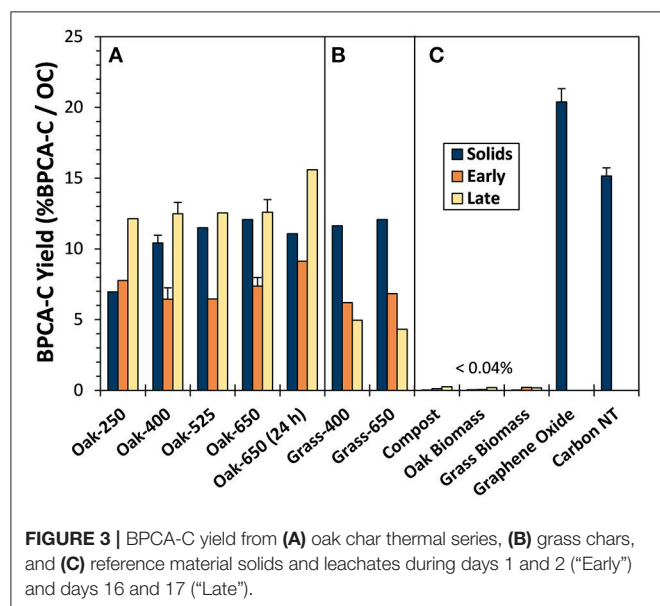 25
20
15
10
5
0
BPCA-C Yield (%BPCA-C / OC)
A
B
C
Solids
Early
Late
< 0.04%
Oak-250
Oak-400
Oak-525
Oak-650
Oak-650 (24 h)
Grass-400
Grass-650
Compost
Oak Biomass
Grass Biomass
Graphene Oxide
Carbon NT
FIGURE 3 | BPCA-C yield from (A) oak char thermal series, (B) grass chars,
and (C) reference material solids and leachates during days 1 and 2 (“Early”)
and days 16 and 17 (“Late”).